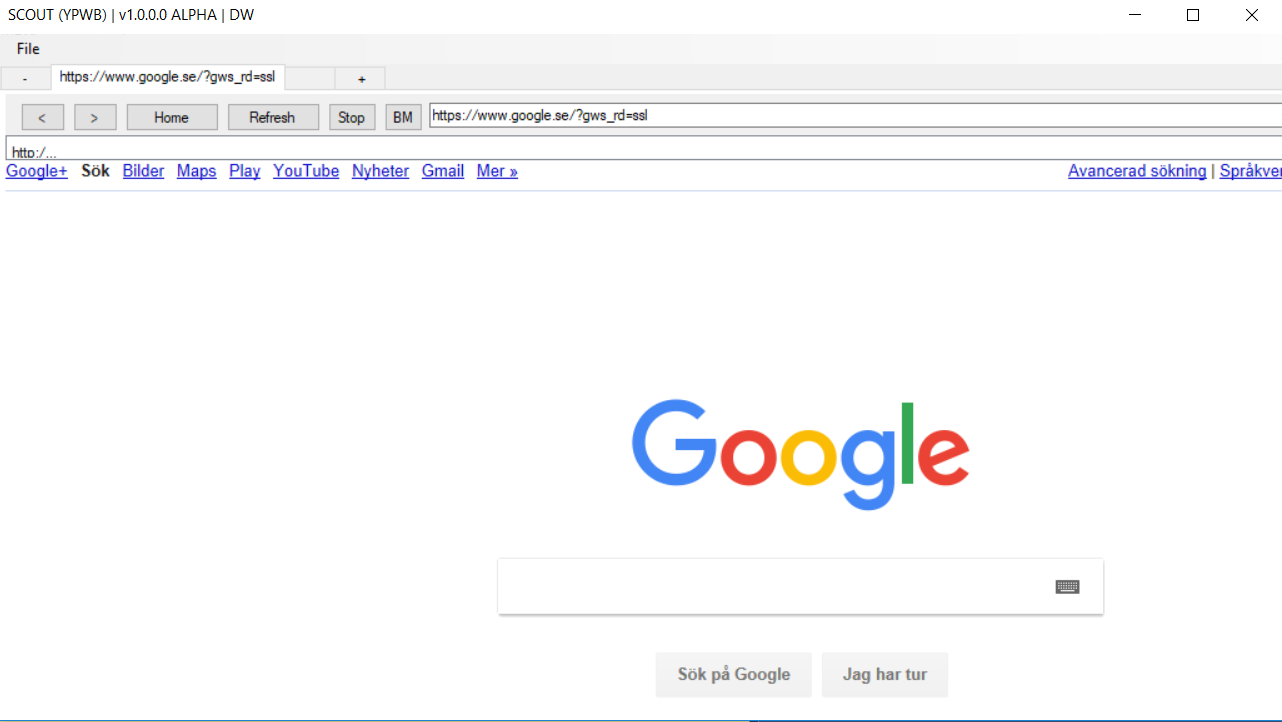 SCOUT (YPWB) | v1.0.0.0 ALPHA | DW
File
- https://www.google.se/?gws_rd=ssl +
< > Home Refresh Stop BM https://www.google.se/?gws_rd=ssl
http:/...
Google+ Sök Bilder Maps Play YouTube Nyheter Gmail Mer » Avancerad sökning | Språkver
Google
Sök på Google Jag har tur